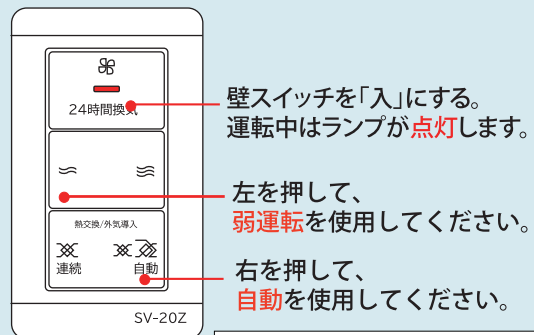 24時間換気
壁スイッチを「入」にする。
運転中はランプが点灯します。
左を押して、
弱運転を使用してください。
熱交換/外気導入
連続 自動
右を押して、
自動を使用してください。
SV-20Z